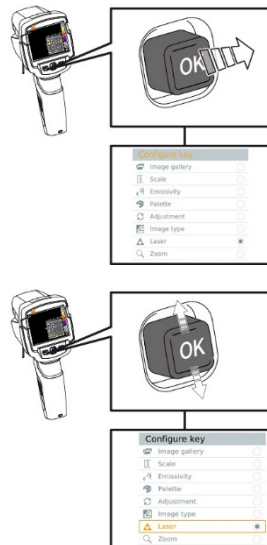 OK
Configure key
Image gallery
Scale
Emissivity
Palette
Adjustment
Image type
Laser
Zoom
OK
Configure key
Image gallery
Scale
Emissivity
Palette
Adjustment
Image type
Laser
Zoom